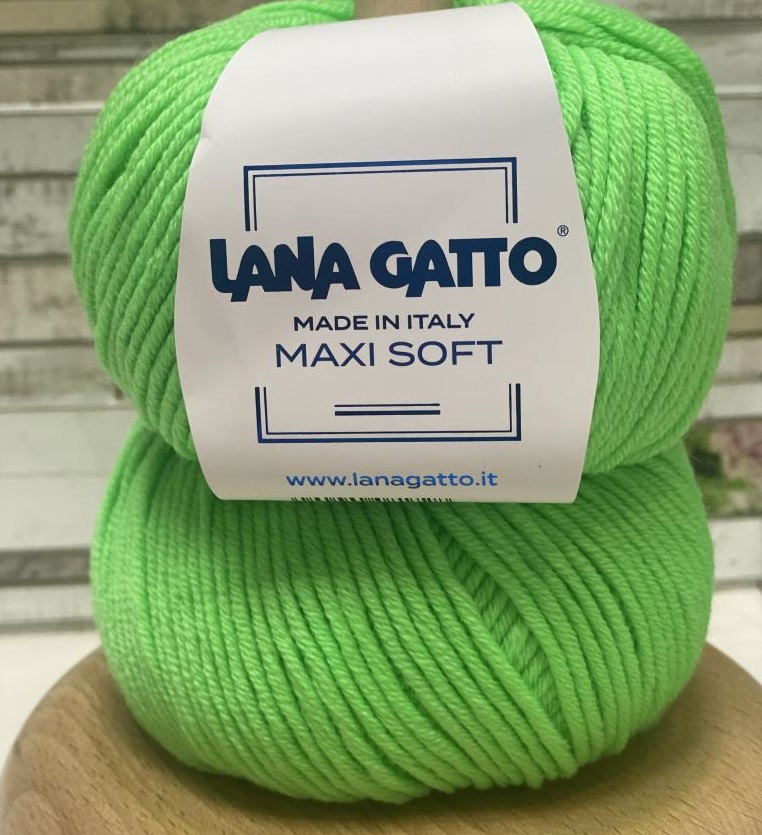 LANA GATTO®
MADE IN ITALY
MAXI SOFT
www.lanagatto.it